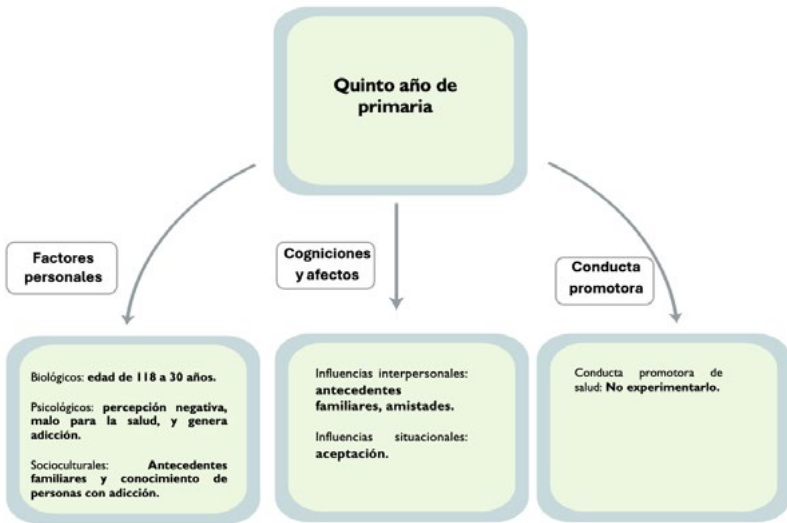 Quinto año de
primaria
Factores
personales
Cogniciones
y afectos
Conducta
promotora
Biológicos: edad de 118 a 30 años.
Psicológicos: percepción negativa,
malo para la salud, y genera
adicción.
Socioculturales: Antecedentes
familiares y conocimiento de
personas con adicción.
Influencias interpersonales:
antecedentes
familiares, amistades.
Influencias situacionales:
aceptación.
Conducta promotora de
salud: No experimentarlo.